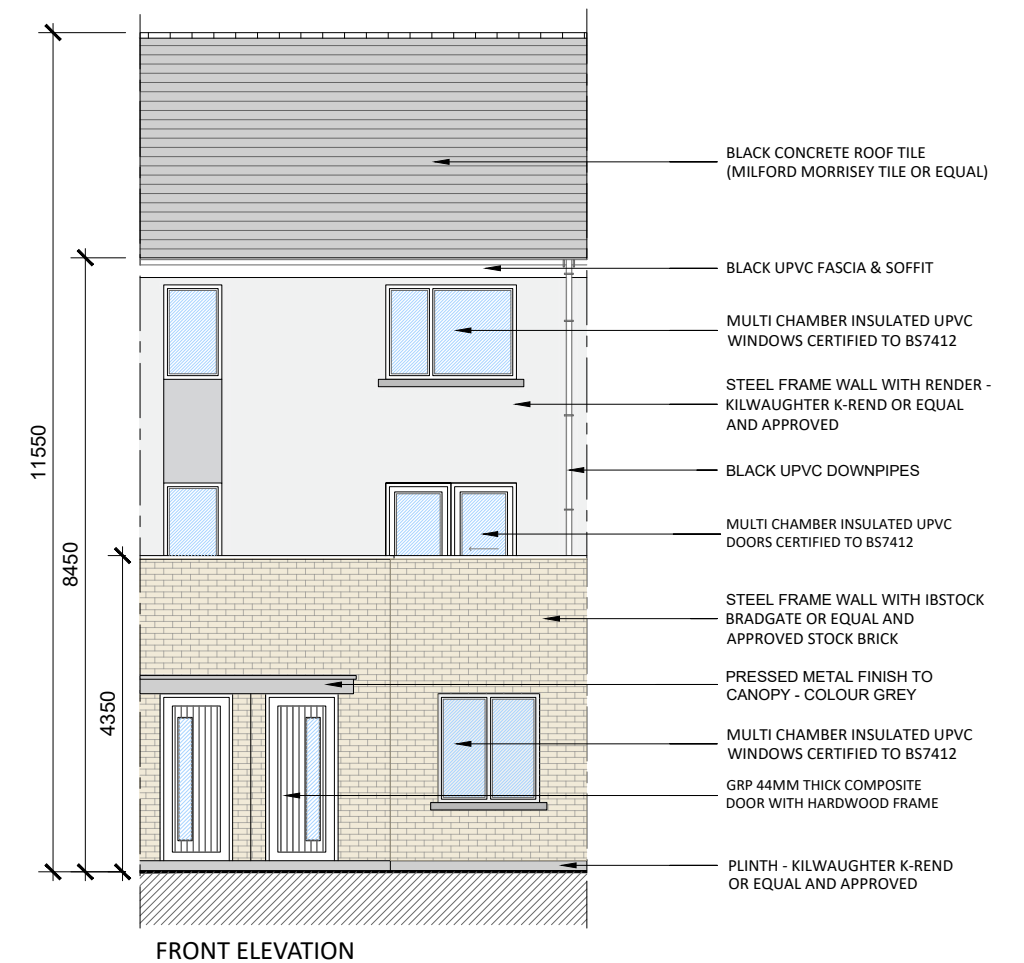 BLACK CONCRETE ROOF TILE
(MILFORD MORRISEY TILE OR EQUAL)
BLACK UPVC FASCIA & SOFFIT
MULTI CHAMBER INSULATED UPVC
WINDOWS CERTIFIED TO BS7412
STEEL FRAME WALL WITH RENDER -
KILWAUGHTER K-REND OR EQUAL
AND APPROVED
BLACK UPVC DOWNPIPES
MULTI CHAMBER INSULATED UPVC
DOORS CERTIFIED TO BS7412
STEEL FRAME WALL WITH IBSTOCK
BRADGATE OR EQUAL AND
APPROVED STOCK BRICK
PRESSED METAL FINISH TO
CANOPY - COLOUR GREY
MULTI CHAMBER INSULATED UPVC
WINDOWS CERTIFIED TO BS7412
GRP 44MM THICK COMPOSITE
DOOR WITH HARDWOOD FRAME
PLINTH - KILWAUGHTER K-REND
OR EQUAL AND APPROVED
11550
8450
4350
FRONT ELEVATION